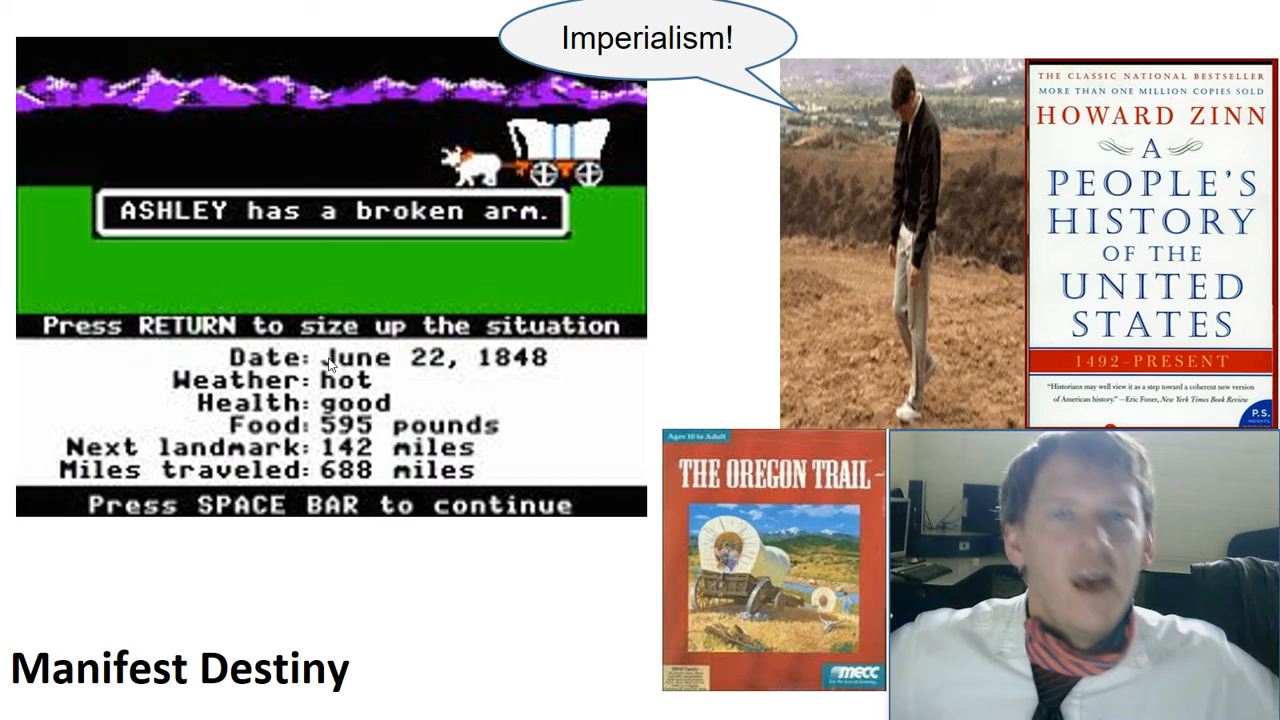 Imperialism!
ASHLEY has a broken arm.
Press RETURN to size up the situation
Date: June 22, 1848
Weather: hot
Health: good
Food: 595 pounds
Next landmark: 142 miles
Miles traveled: 688 miles
Press SPACE BAR to continue
THE CLASSIC NATIONAL BESTSELLER
MORE THAN ONE MILLION COPIES SOLD
HOWARD ZINN
A
PEOPLE'S
HISTORY
OF THE
UNITED
STATES
1492–PRESENT
“Historians may well view it as a step toward a coherent new version
of American history.” —Eric Foner, New York Times Book Review
P.S.
INSIGHTS,
Ages 10 to Adult
THE OREGON TRAIL
mecc
Manifest Destiny